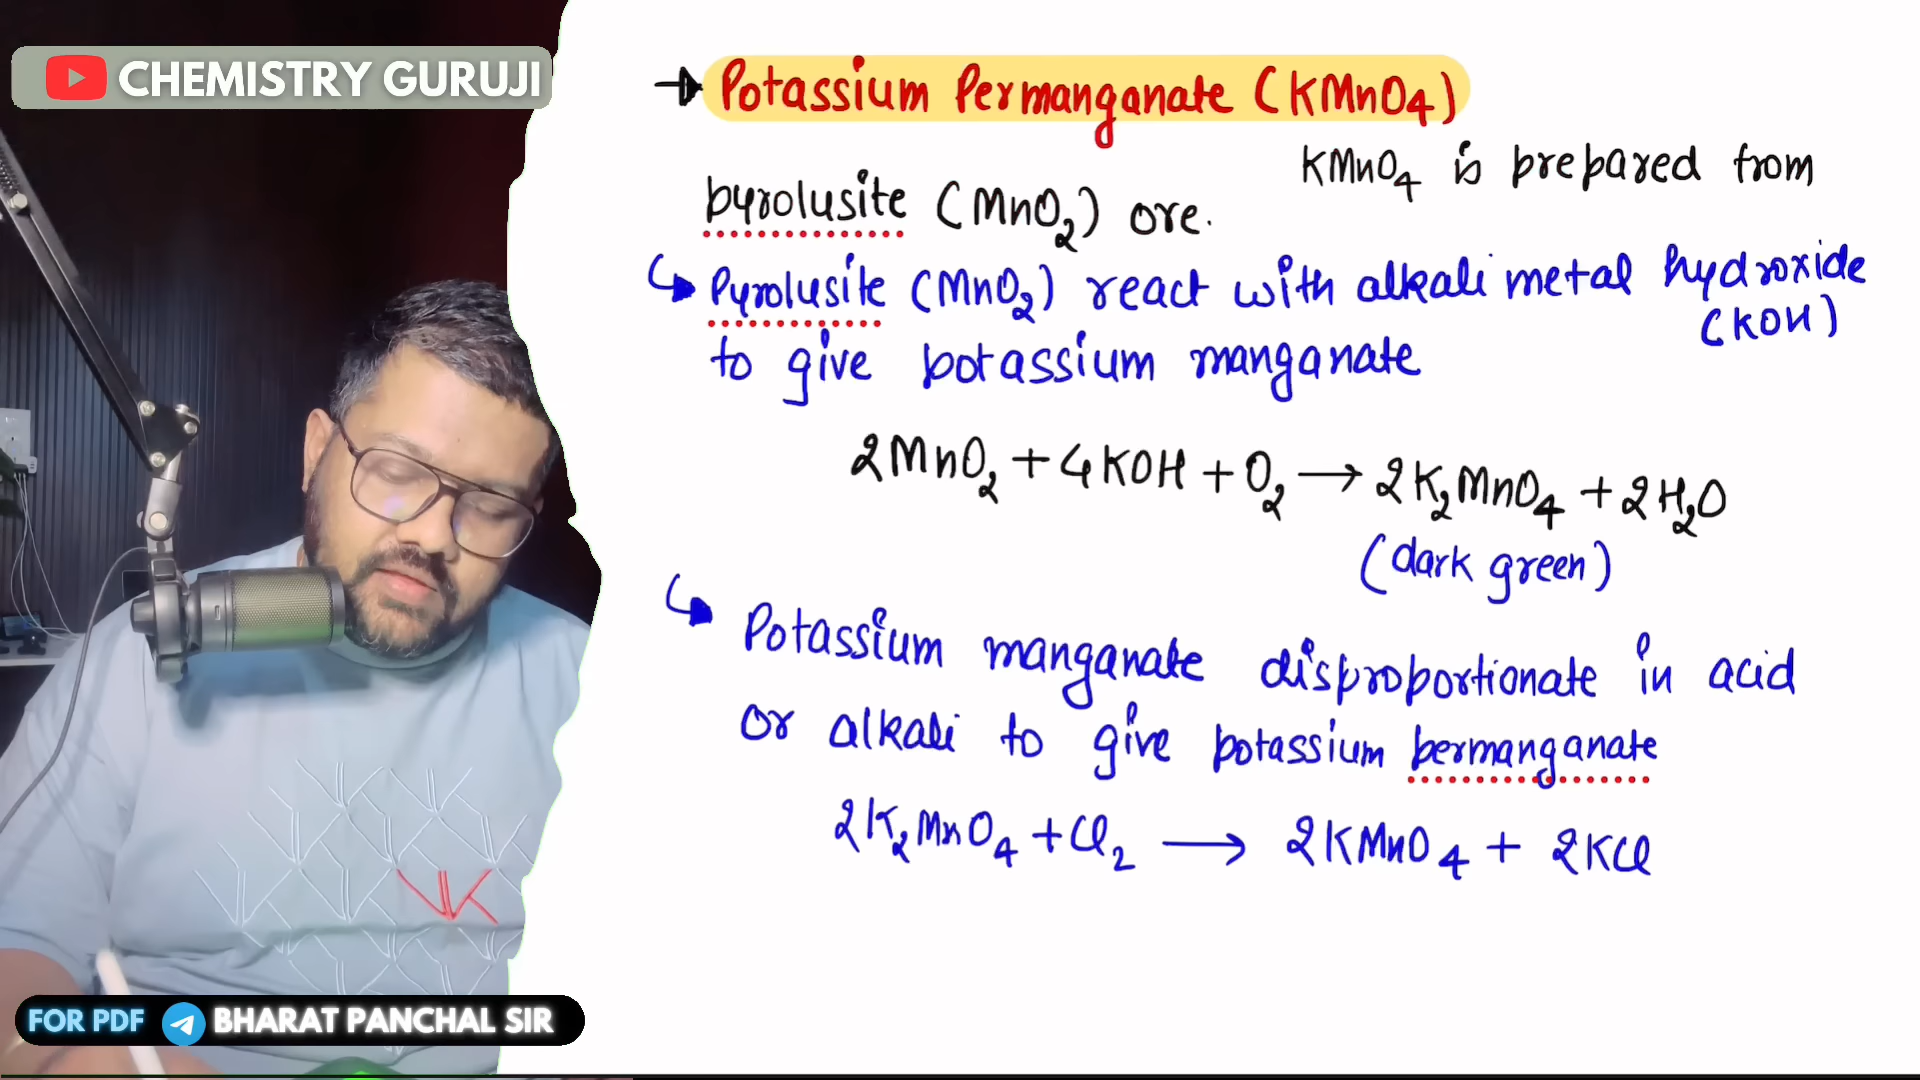 CHEMISTRY GURUJI
Potassium Permanganate (KMnO4)
KMnO4 is prepared from
pyrolusite (MnO2) ore.
Pyrolusite (MnO2) react with alkali metal hydroxide
(KOH)
to give potassium manganate
2MnO2 + 4KOH + O2 → 2K2MnO4 + 2H2O
(dark green)
Potassium manganate disproportionate in acid
or alkali to give potassium permanganate
2K2MnO4 + Cl2 → 2KMnO4 + 2KCl
FOR PDF BHARAT PANCHAL SIR